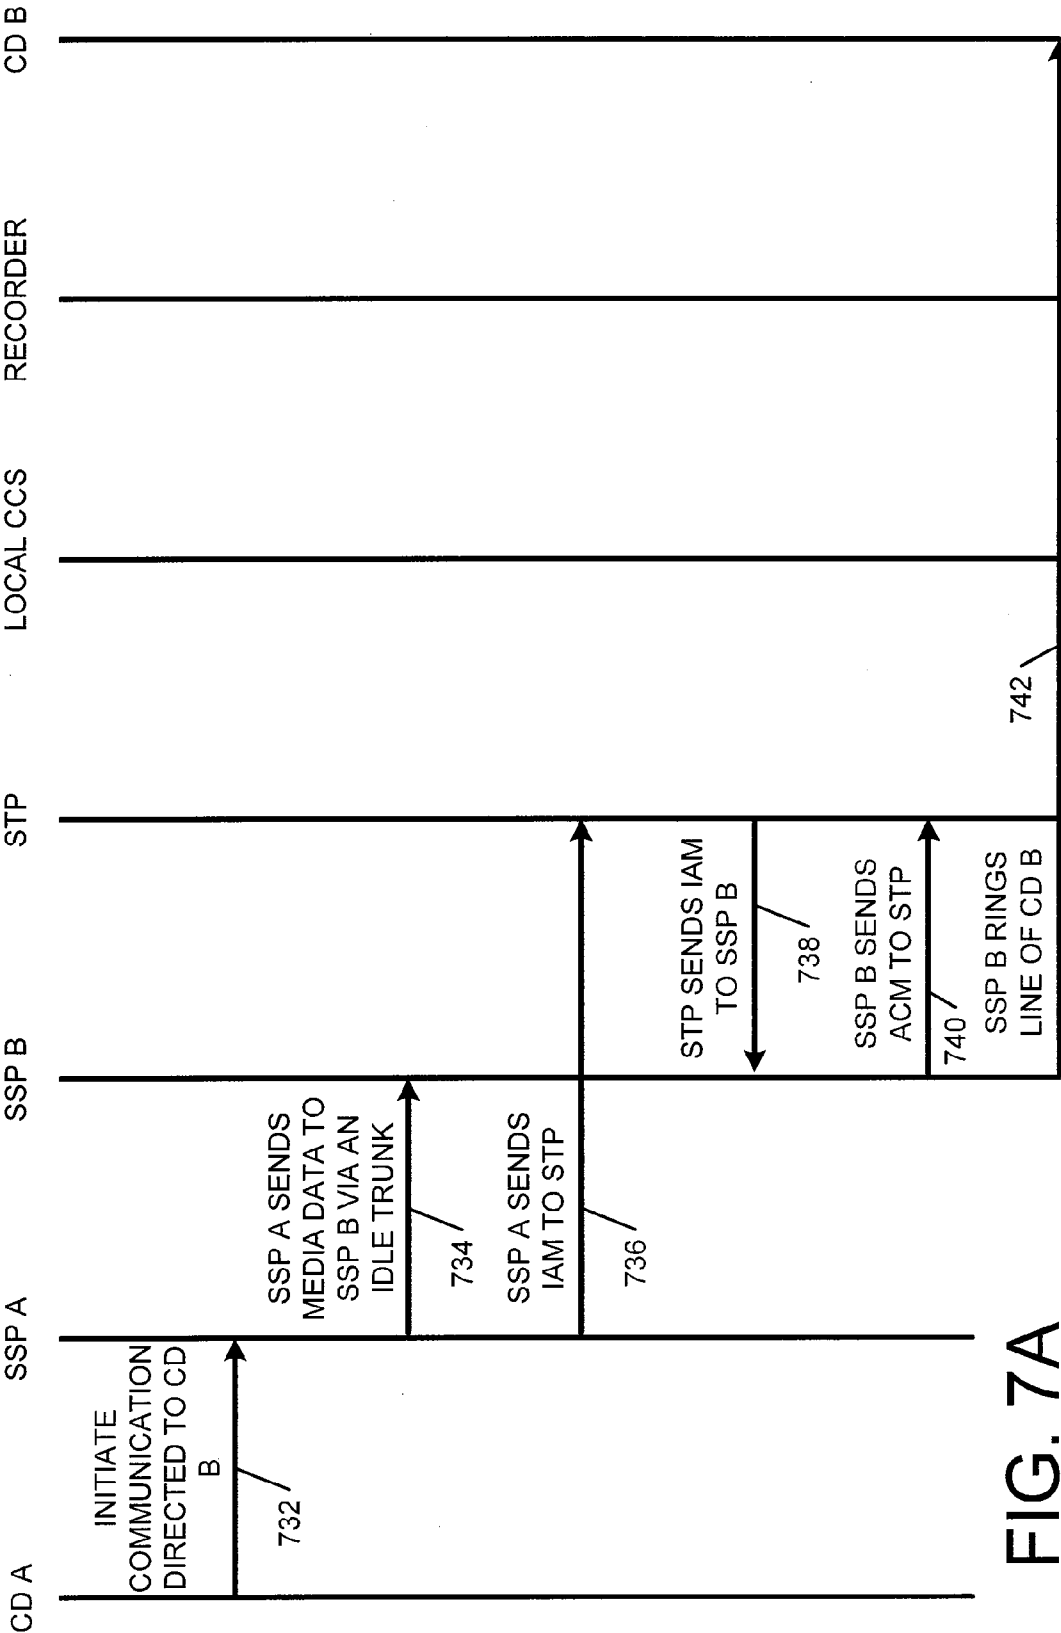 CD A
SSP A
SSP B
STP
LOCAL CCS
RECORDER
CD B
INITIATE
COMMUNICATION
DIRECTED TO CD
B
732
SSP A SENDS
MEDIA DATA TO
SSP B VIA AN
IDLE TRUNK
734
SSP A SENDS
IAM TO STP
736
STP SENDS IAM
TO SSP B
738
SSP B SENDS
ACM TO STP
740
SSP B RINGS
LINE OF CD B
742
FIG. 7A